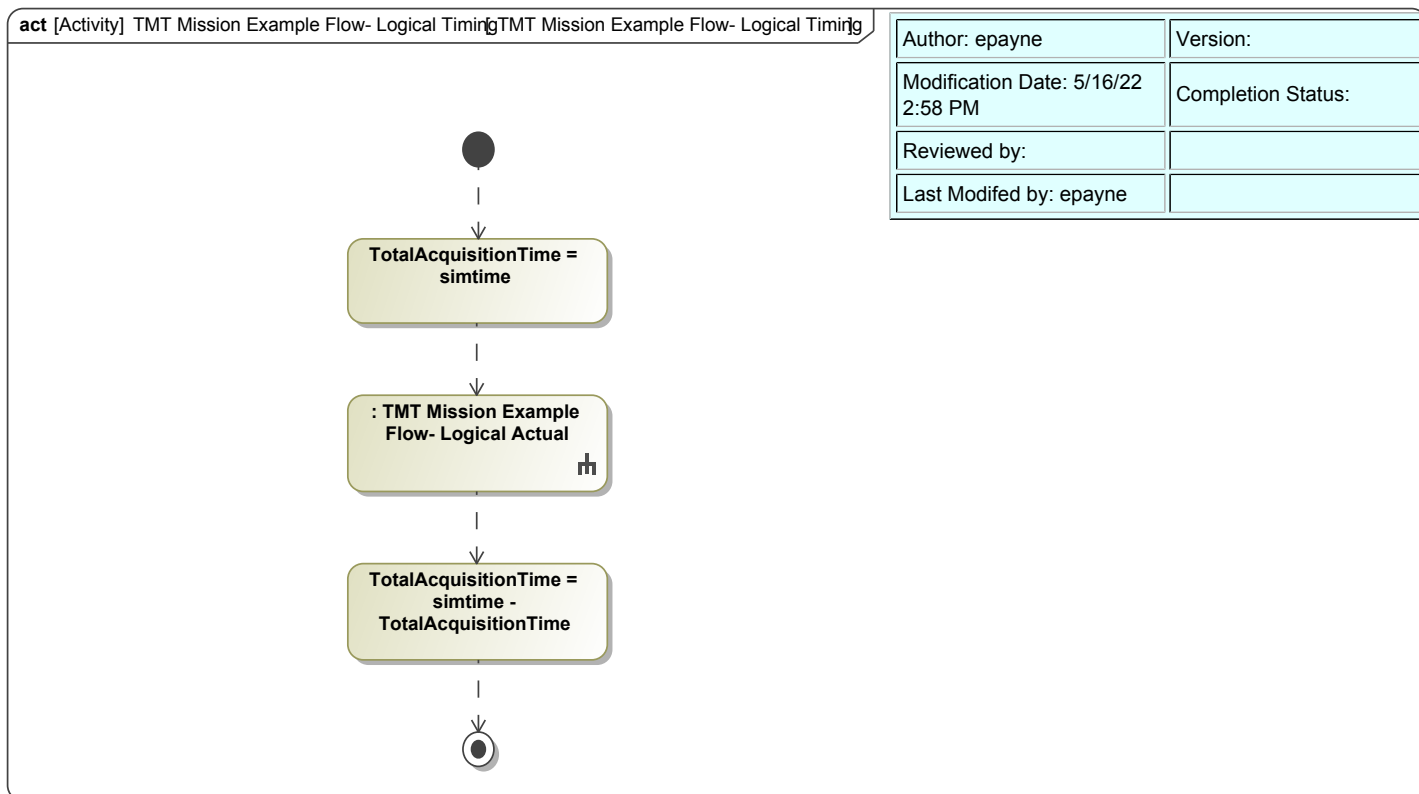 act [Activity] TMT Mission Example Flow- Logical Timing[ TMT Mission Example Flow- Logical Timing]
Author: epayne
Version:
Modification Date: 5/16/22
2:58 PM
Completion Status:
Reviewed by:
Last Modifed by: epayne
TotalAcquisitionTime =
simtime
: TMT Mission Example
Flow- Logical Actual
TotalAcquisitionTime =
simtime -
TotalAcquisitionTime